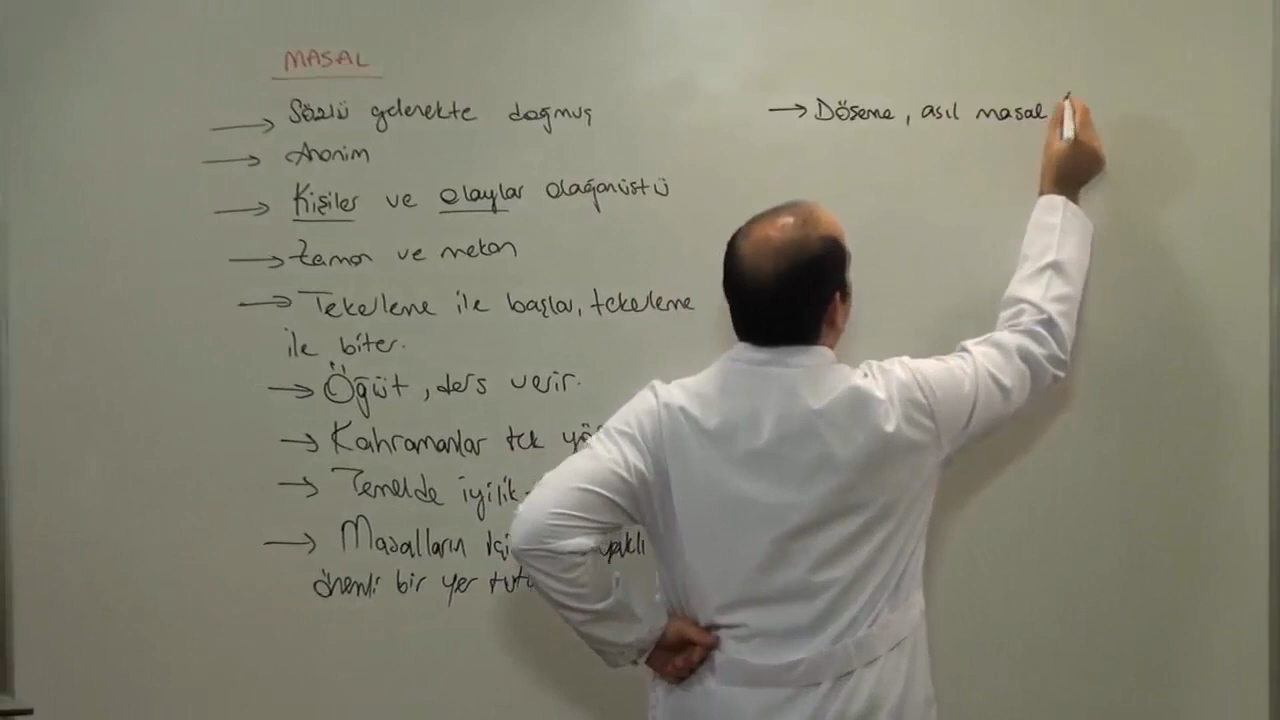 MASAL
→ Sözlü gelenekte doğmuş
→ Anonim
→ Kişiler ve olaylar olağanüstü
→ Zaman ve mekan
→ Tekerleme ile başlar, tekerleme
ile biter.
→ Öğüt, ders verir.
→ Kahramanlar tek
→ Temelde iyilik
→ Masalların
önemli bir yer
→ Döseme, asıl masal